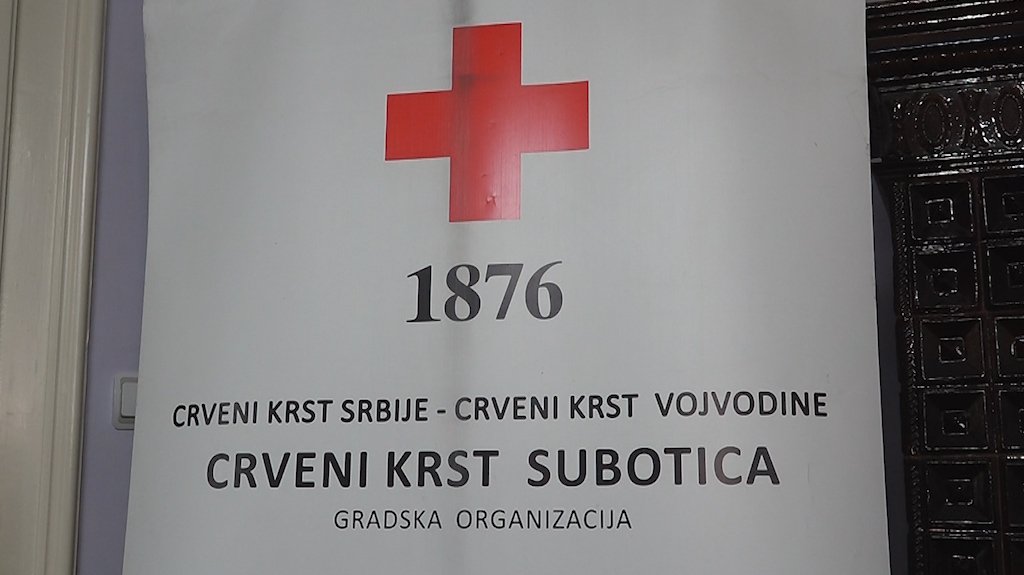 1876
CRVENI KRST SRBIJE - CRVENI KRST VOJVODINE
CRVENI KRST SUBOTICA
GRADSKA ORGANIZACIJA